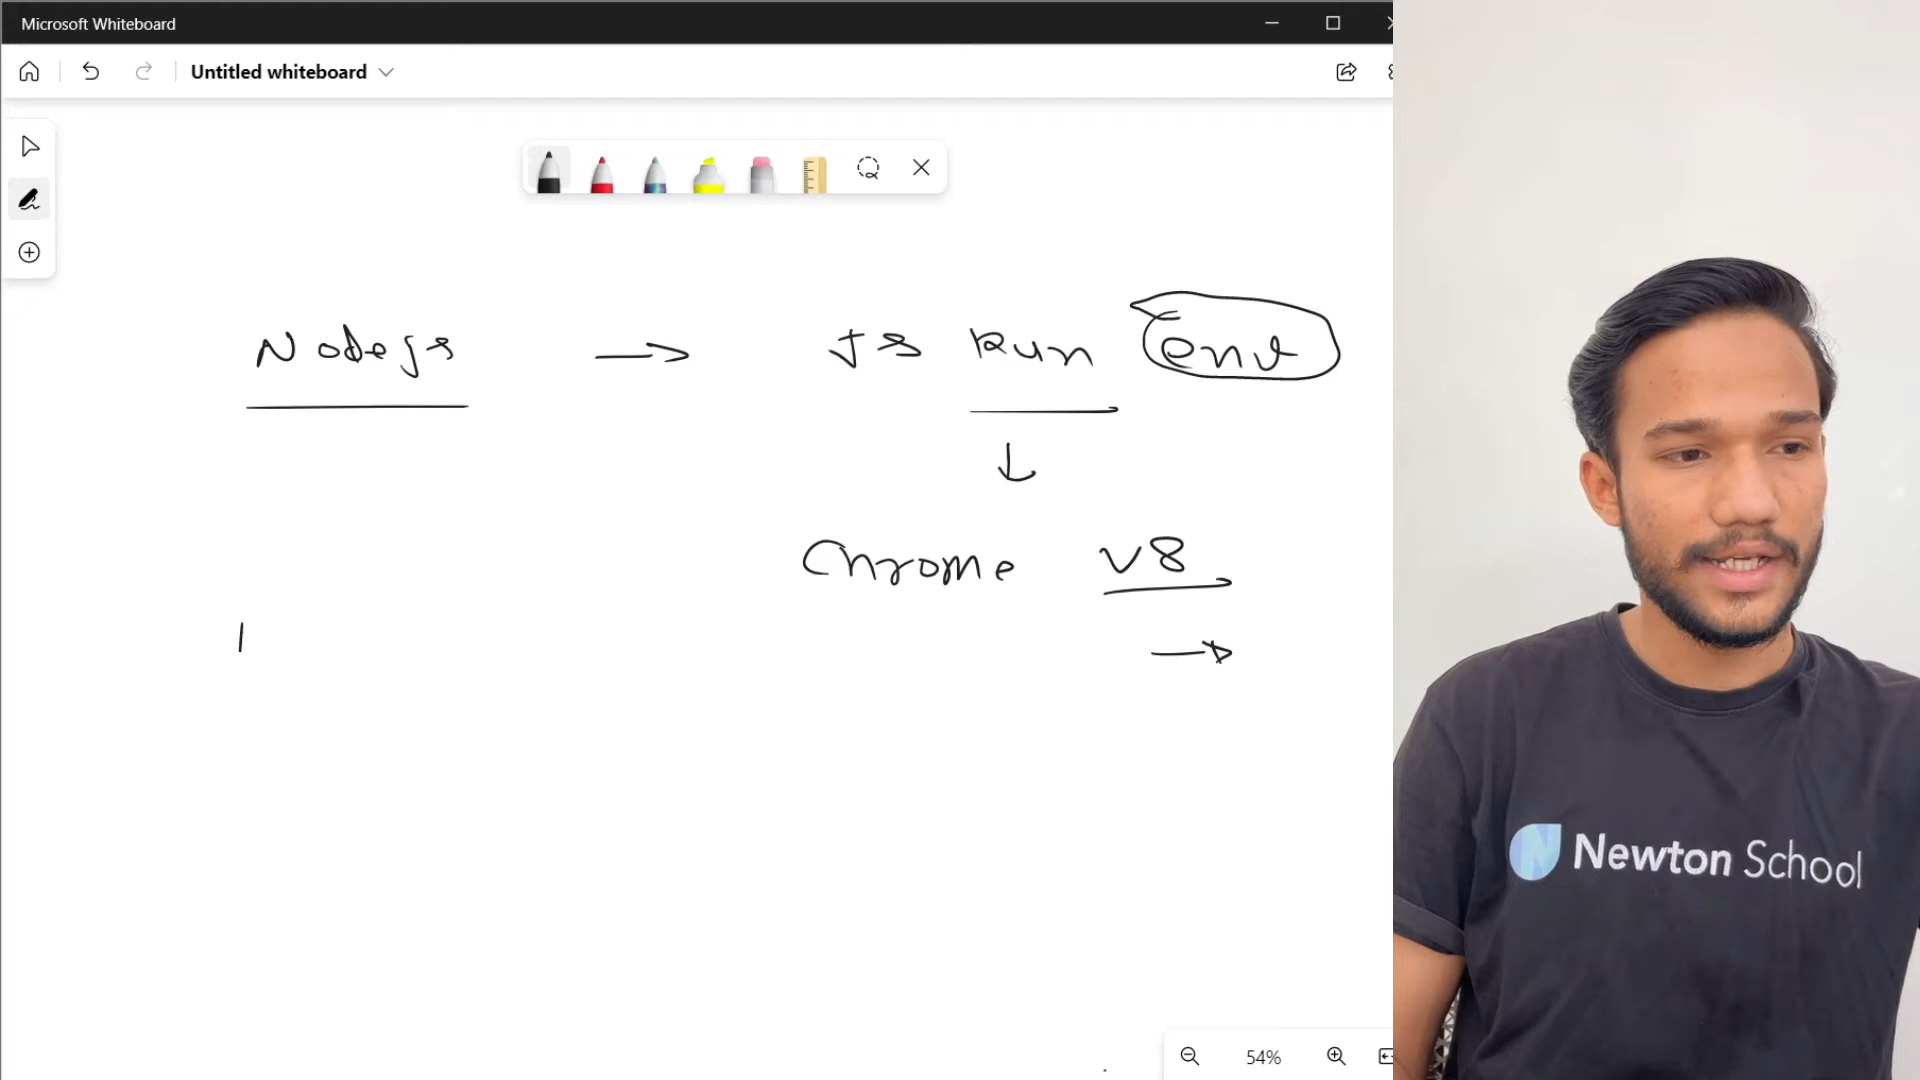 Microsoft Whiteboard
Untitled whiteboard
Nodejs → JS Run env
↓
Chrome V8
→
Newton School
54%